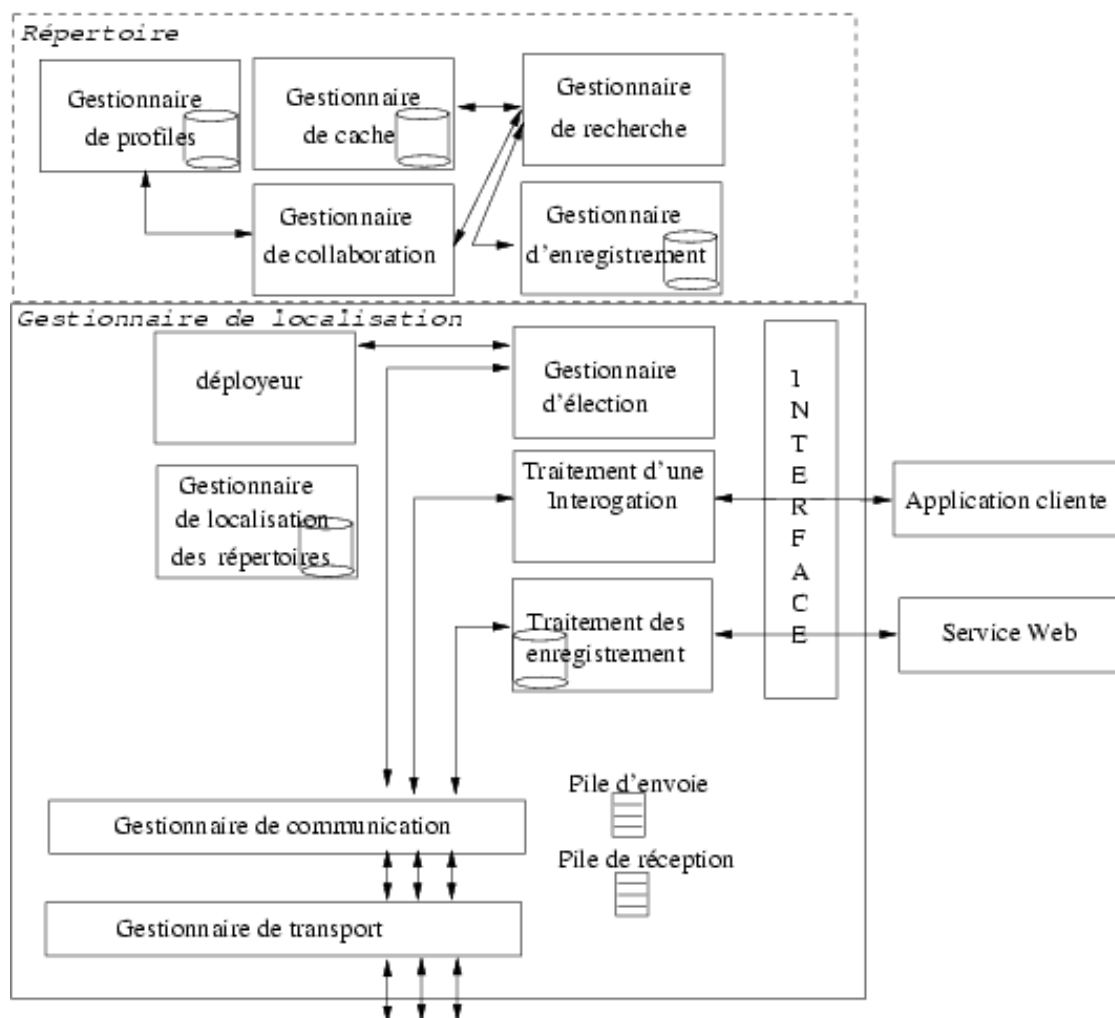 Répertoire
Gestionnaire
de profiles
Gestionnaire
de cache
Gestionnaire
de recherche
Gestionnaire
de collaboration
Gestionnaire
d'enregistrement
Gestionnaire de localisation
déployeur
Gestionnaire
d'élection
Gestionnaire
de localisation
des répertoires
Traitement d'une
Interogation
Traitement des
enregistrement
INTERFACE
Application cliente
Service Web
Pile d'envoie
Gestionnaire de communication
Pile de réception
Gestionnaire de transport